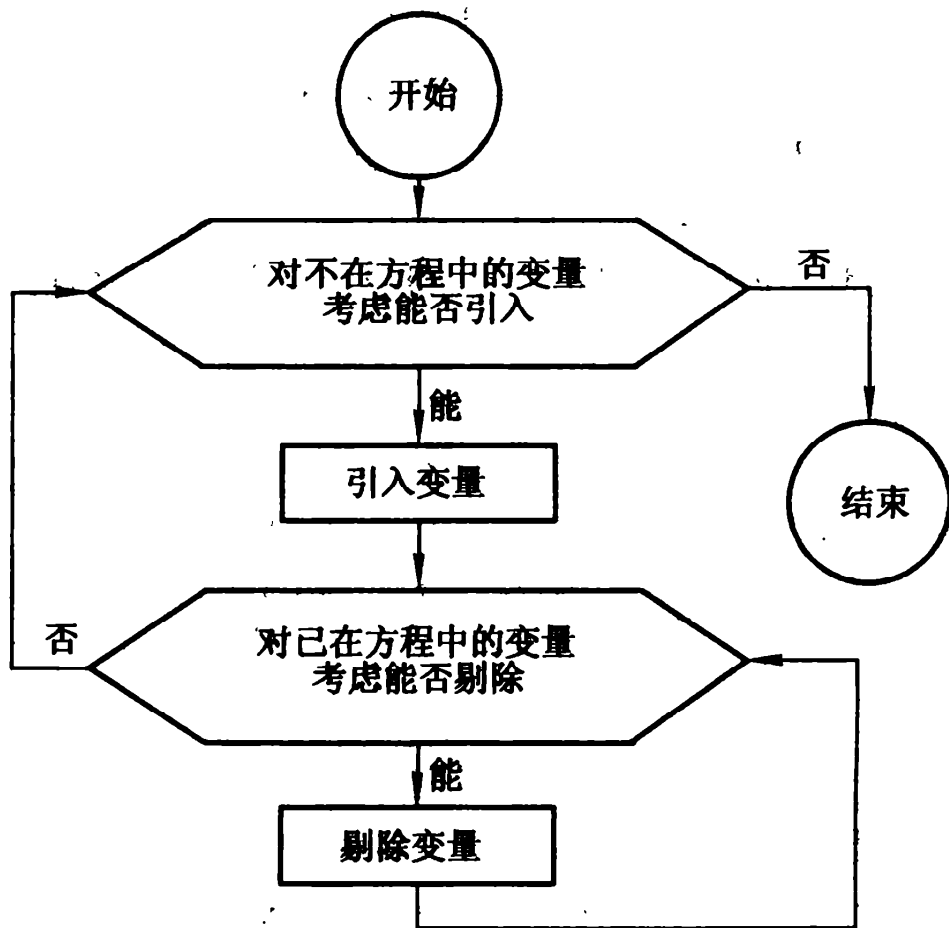 开始
对不在方程中的变量
考虑能否引入
否
能
引入变量
结束
否
对已在方程中的变量
考虑能否剔除
能
剔除变量